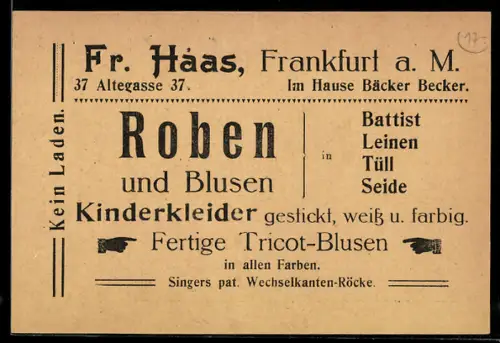 17-
Fr. Haas, Frankfurt a. M.
37 Altegasse 37. Im Hause Bäcker Becker.
Kein Laden.
Roben
und Blusen
in
Battist
Leinen
Tüll
Seide
Kinderkleider gestickt, weiß u. farbig.
Fertige Tricot-Blusen
in allen Farben.
Singers pat. Wechselkanten-Röcke.